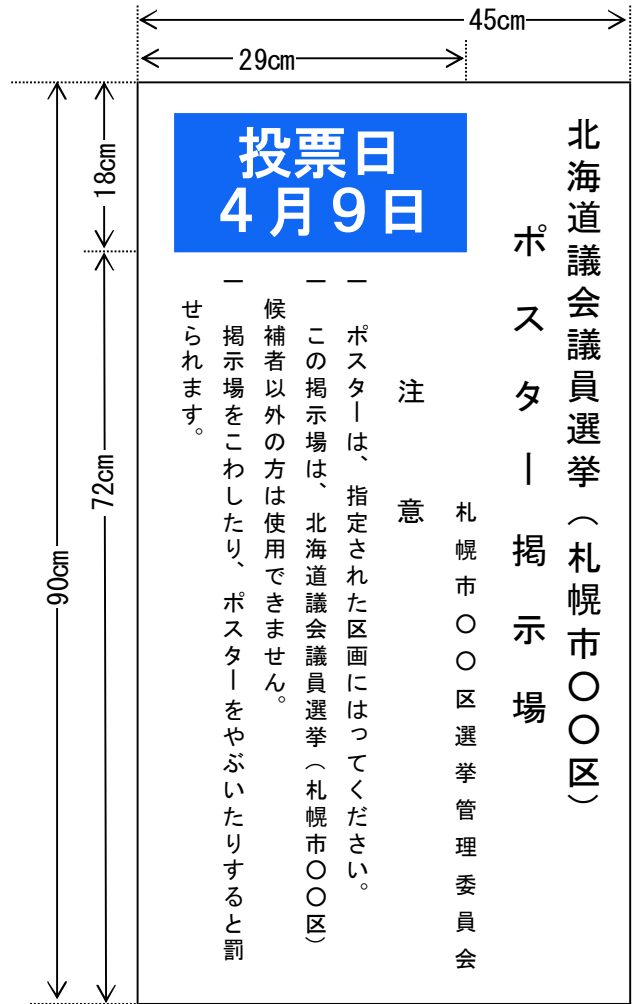 45cm
29cm
18cm
72cm
90cm
北海道議会議員選挙（札幌市〇〇区）
ポスター掲示場
札幌市〇〇区選挙管理委員会
注意
一　ポスターは、指定された区画にはってください。
一　この掲示場は、北海道議会議員選挙（札幌市〇〇区）
候補者以外の方は使用できません。
一　掲示場をこわしたり、ポスターをやぶいたりすると罰
せられます。
投票日
４月９日